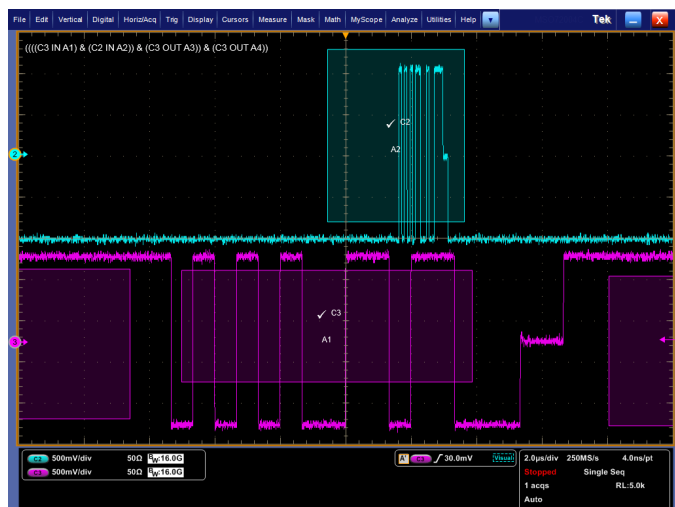 File Edit Vertical Digital Horiz/Acq Trig Display Cursors Measure Mask Math MyScope Analyze Utilities Help Tek X
((((C3 IN A1) & (C2 IN A2)) & (C3 OUT A3)) & (C3 OUT A4))
C2
2
A2
C3
3
A1
C2 500mV/div 50Ω BW:16.0G
C3 500mV/div 50Ω BW:16.0G
A' C3 30.0mV Visual
2.0µs/div 250MS/s 4.0ns/pt
Stopped Single Seq
1 acqs RL:5.0k
Auto